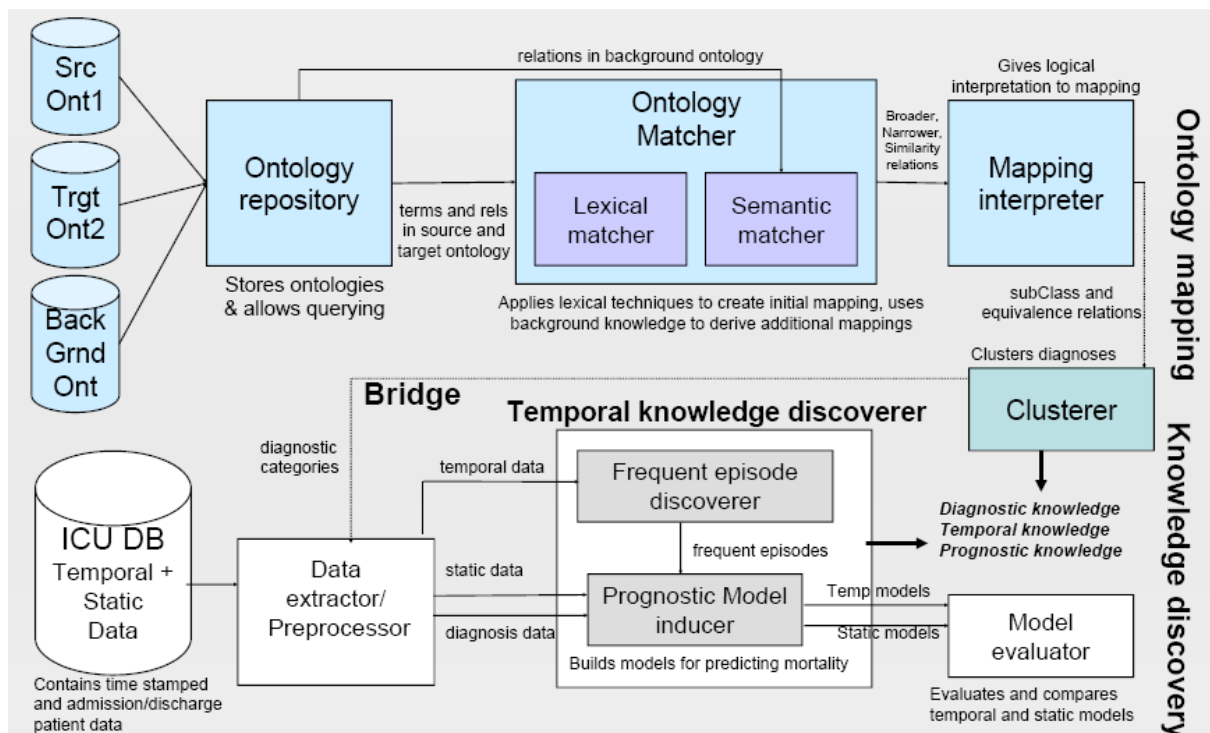 Src
Ont1
Trgt
Ont2
Back
Grnd
Ont
Ontology
repository
Stores ontologies
& allows querying
relations in background ontology
terms and rels
in source and
target ontology
Ontology
Matcher
Lexical
matcher
Semantic
matcher
Applies lexical techniques to create initial mapping, uses
background knowledge to derive additional mappings
Broader,
Narrower,
Similarity
relations
Gives logical
interpretation to mapping
Mapping
interpreter
subClass and
equivalence relations
Ontology mapping
Clusters diagnoses
Clusterer
Bridge
diagnostic
categories
Temporal knowledge discoverer
ICU DB
Temporal +
Static
Data
Contains time stamped
and admission/discharge
patient data
Data
extractor/
Preprocessor
temporal data
static data
diagnosis data
Frequent episode
discoverer
frequent episodes
Prognostic Model
inducer
Builds models for predicting mortality
Diagnostic knowledge
Temporal knowledge
Prognostic knowledge
Temp models
Static models
Model
evaluator
Evaluates and compares
temporal and static models
Knowledge discovery